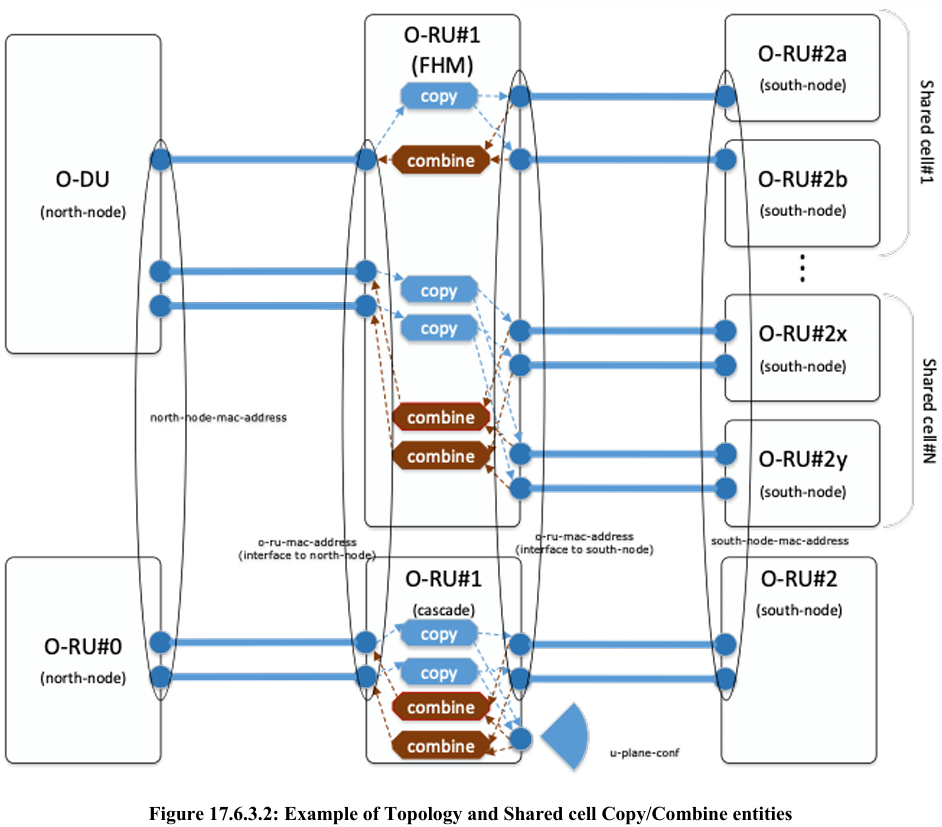 O-DU
(north-node)
O-RU#1
(FHM)
copy
combine
copy
copy
combine
combine
O-RU#2a
(south-node)
O-RU#2b
(south-node)
Shared cell#1
O-RU#2x
(south-node)
O-RU#2y
(south-node)
Shared cell#N
north-node-mac-address
o-ru-mac-address
(interface to north-node)
o-ru-mac-address
(interface to south-node)
south-node-mac-address
O-RU#0
(north-node)
O-RU#1
(cascade)
copy
copy
combine
combine
O-RU#2
(south-node)
u-plane-conf
Figure 17.6.3.2: Example of Topology and Shared cell Copy/Combine entities